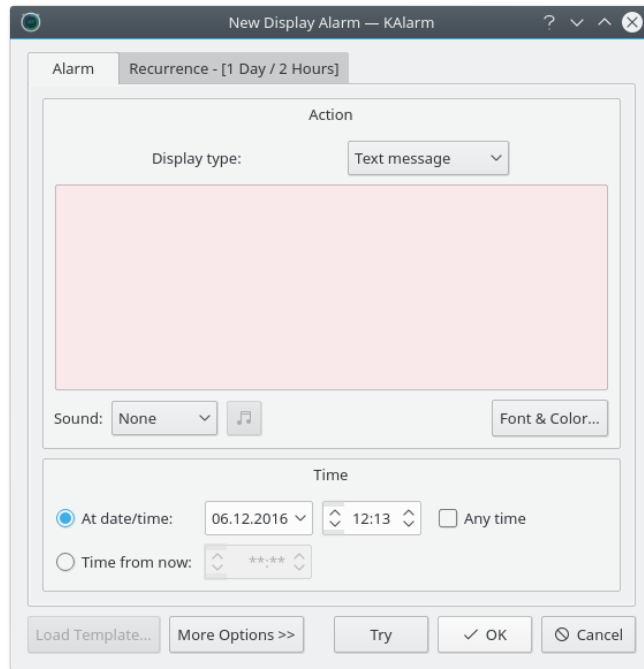 New Display Alarm — KAlarm
Alarm
Recurrence - [1 Day / 2 Hours]
Action
Display type: Text message
Sound: None Font & Color...
Time
At date/time: 06.12.2016 12:13 Any time
Time from now: **:**
Load Template... More Options >> Try OK Cancel